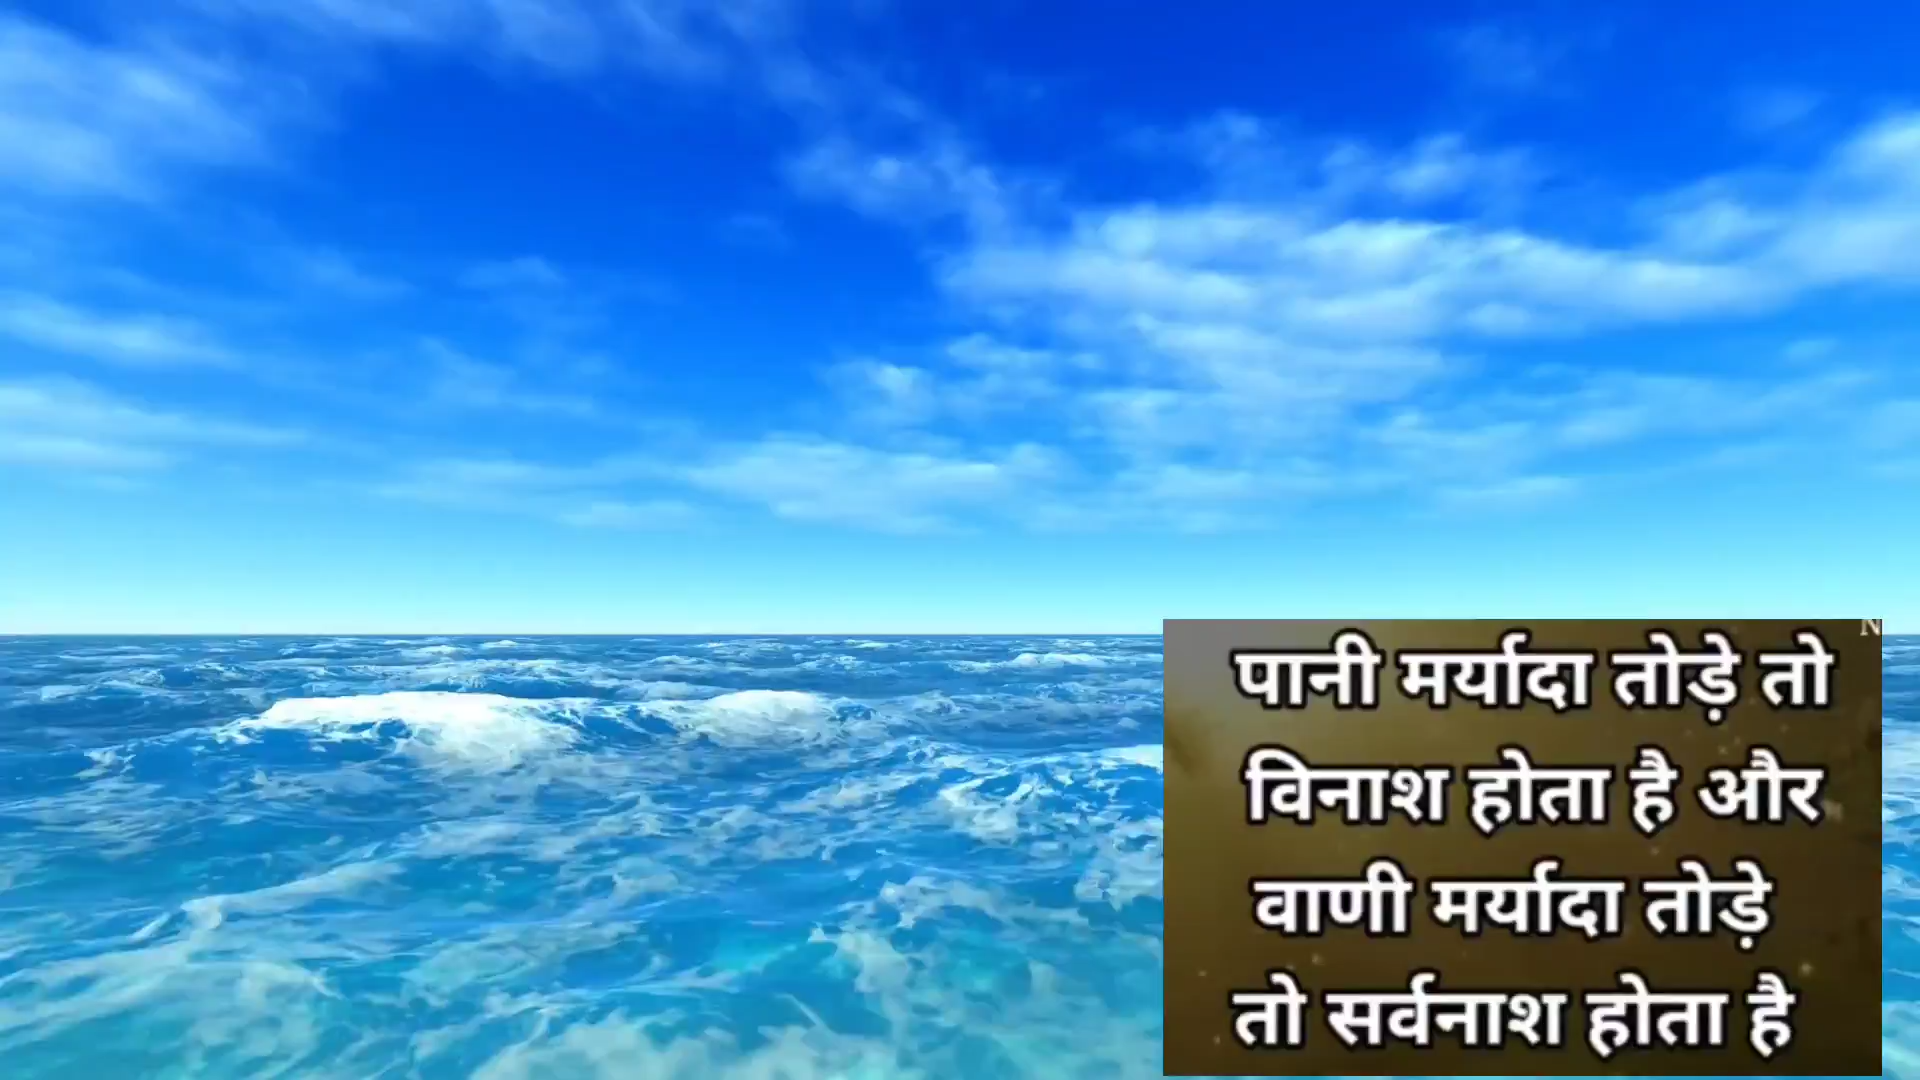 N
पानी मर्यादा तोड़े तो
विनाश होता है और
वाणी मर्यादा तोड़े
तो सर्वनाश होता है